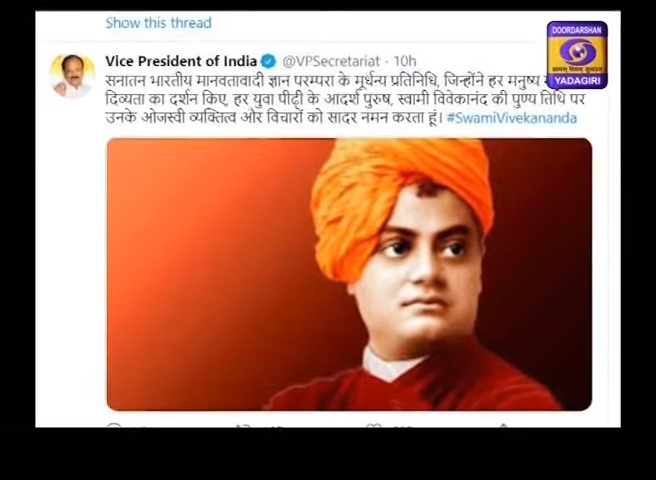 Show this thread
DOORDARSHAN
YADAGIRI
Vice President of India @VPSecretariat · 10h
सनातन भारतीय मानवतावादी ज्ञान परम्परा के मूर्धन्य प्रतिनिधि, जिन्होंने हर मनुष्य
दिव्यता का दर्शन किए, हर युवा पीढ़ी के आदर्श पुरुष, स्वामी विवेकानंद की पुण्य तिथि पर
उनके ओजस्वी व्यक्तित्व और विचारों को सादर नमन करता हूं। #SwamiVivekananda